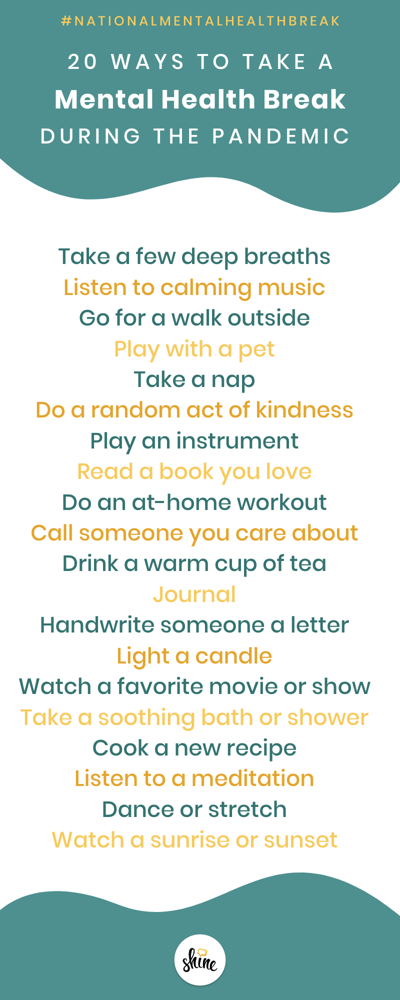 #NATIONALMENTALHEALTHBREAK
20 WAYS TO TAKE A
Mental Health Break
DURING THE PANDEMIC
Take a few deep breaths
Listen to calming music
Go for a walk outside
Play with a pet
Take a nap
Do a random act of kindness
Play an instrument
Read a book you love
Do an at-home workout
Call someone you care about
Drink a warm cup of tea
Journal
Handwrite someone a letter
Light a candle
Watch a favorite movie or show
Take a soothing bath or shower
Cook a new recipe
Listen to a meditation
Dance or stretch
Watch a sunrise or sunset
shine